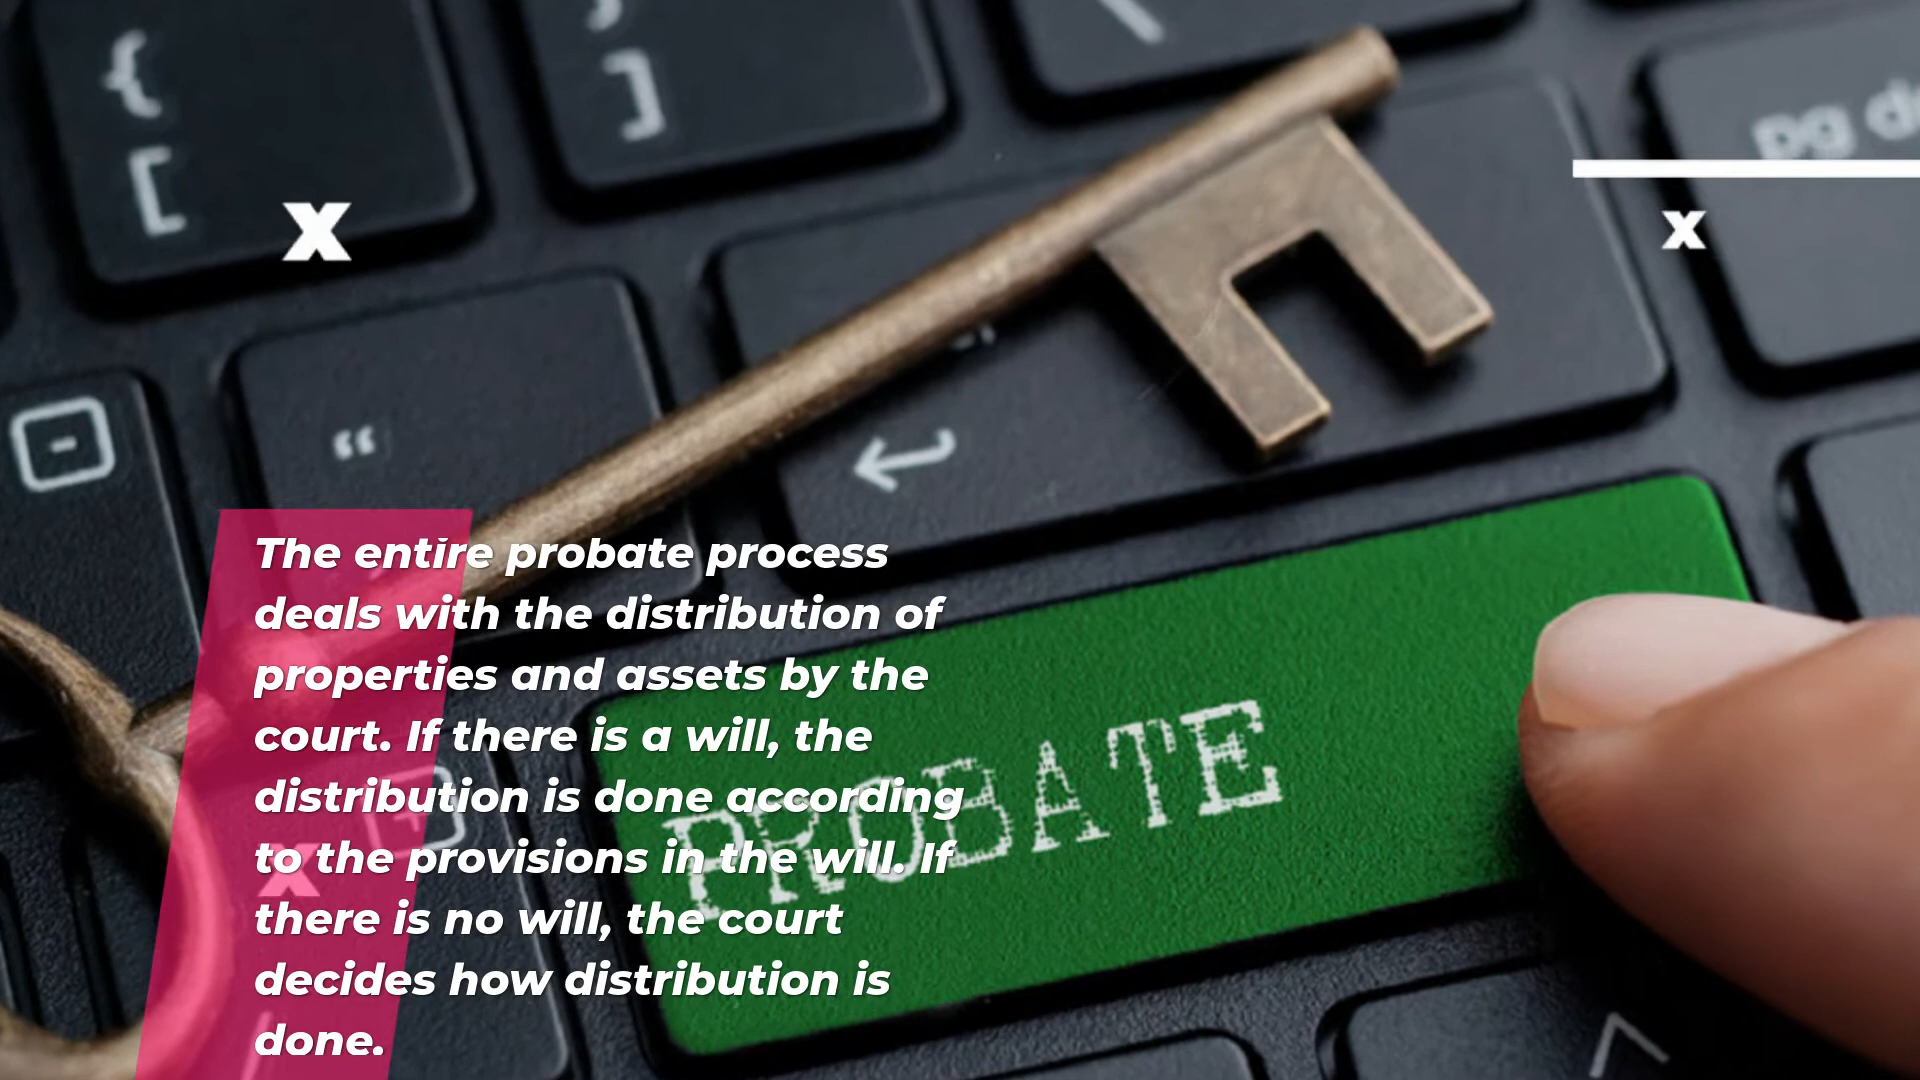 {
[
}
]
\
pg d
x
x
“
-
The entire probate process
deals with the distribution of
properties and assets by the
court. If there is a will, the
distribution is done according
to the provisions in the will. If
there is no will, the court
decides how distribution is
done.
PROBATE
x